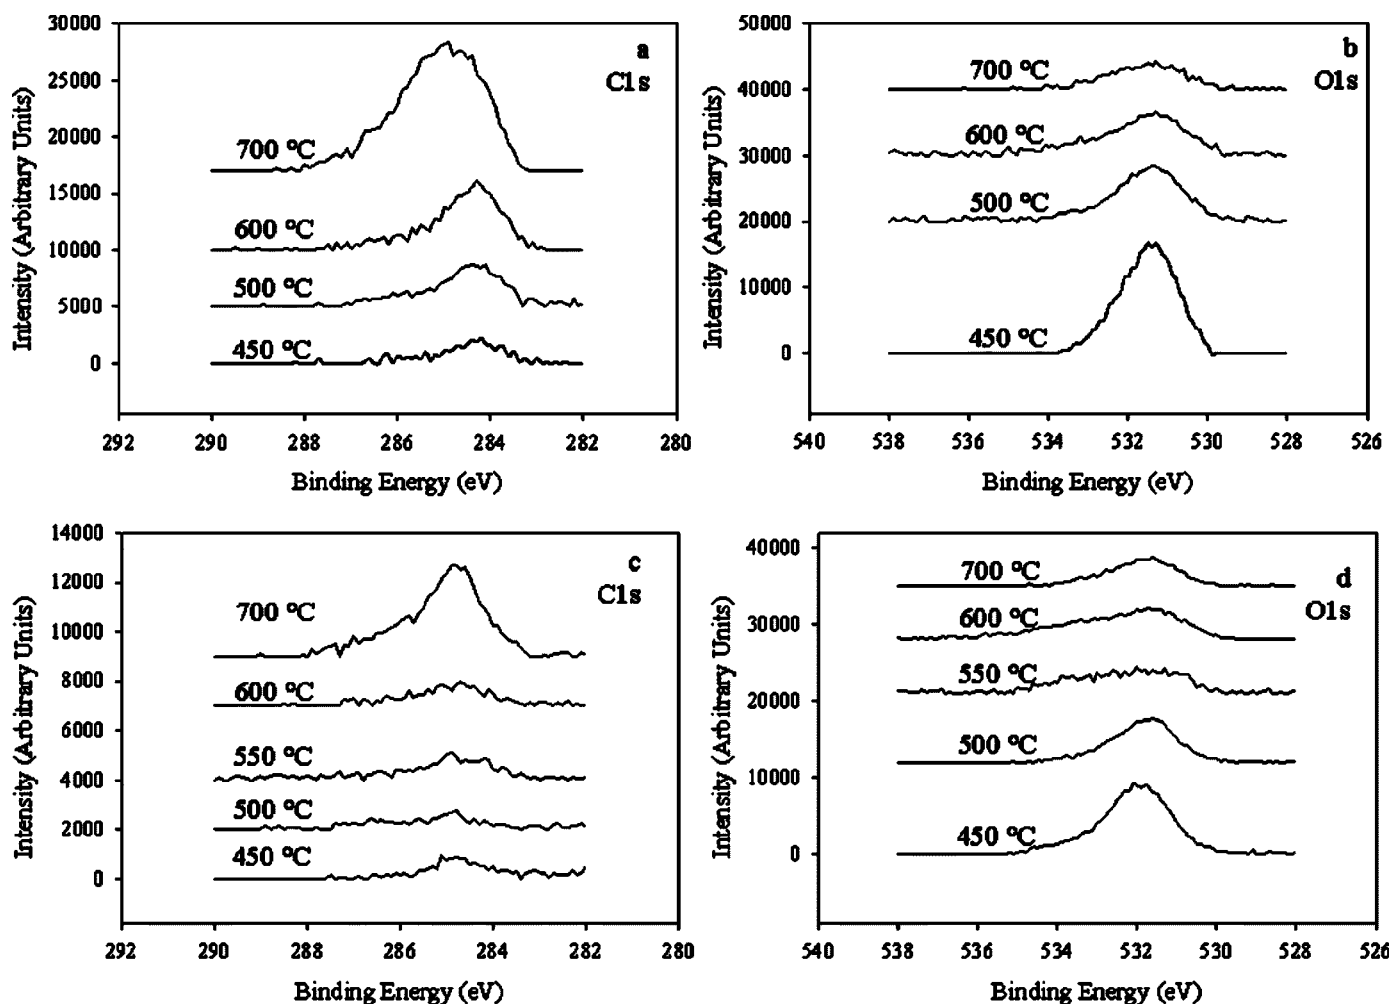 30000
25000
20000
15000
10000
5000
0
Intensity (Arbitrary Units)
a
C1s
700 °C
600 °C
500 °C
450 °C
292 290 288 286 284 282 280
Binding Energy (eV)
50000
40000
30000
20000
10000
0
Intensity (Arbitrary Units)
b
O1s
700 °C
600 °C
500 °C
450 °C
540 538 536 534 532 530 528 526
Binding Energy (eV)
14000
12000
10000
8000
6000
4000
2000
0
Intensity (Arbitrary Units)
c
C1s
700 °C
600 °C
550 °C
500 °C
450 °C
292 290 288 286 284 282 280
Binding Energy (eV)
40000
30000
20000
10000
0
Intensity (Arbitrary Units)
d
O1s
700 °C
600 °C
550 °C
500 °C
450 °C
540 538 536 534 532 530 528 526
Binding Energy (eV)